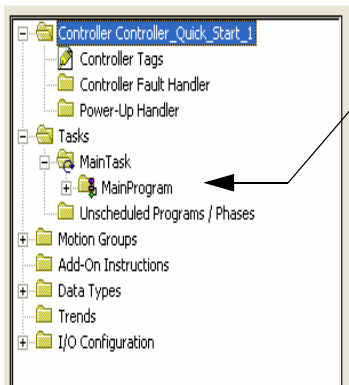 Controller Controller_Quick_Start_1
Controller Tags
Controller Fault Handler
Power-Up Handler
Tasks
MainTask
MainProgram
Unscheduled Programs / Phases
Motion Groups
Add-On Instructions
Data Types
Trends
I/O Configuration